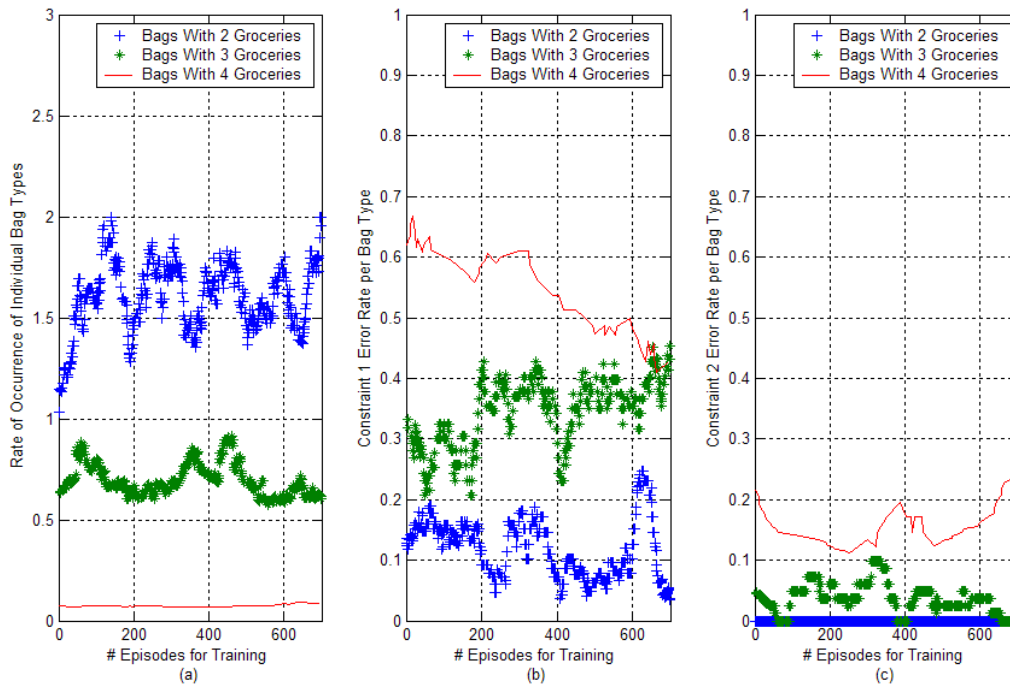 3
2.5
2
1.5
1
0.5
0
0
200
400
600
Rate of Occurrence of Individual Bag Types
Bags With 2 Groceries
Bags With 3 Groceries
Bags With 4 Groceries
# Episodes for Training
(a)
1
0.9
0.8
0.7
0.6
0.5
0.4
0.3
0.2
0.1
0
0
200
400
600
Constraint 1 Error Rate per Bag Type
Bags With 2 Groceries
Bags With 3 Groceries
Bags With 4 Groceries
# Episodes for Training
(b)
1
0.9
0.8
0.7
0.6
0.5
0.4
0.3
0.2
0.1
0
0
200
400
600
Constraint 2 Error Rate per Bag Type
Bags With 2 Groceries
Bags With 3 Groceries
Bags With 4 Groceries
# Episodes for Training
(c)